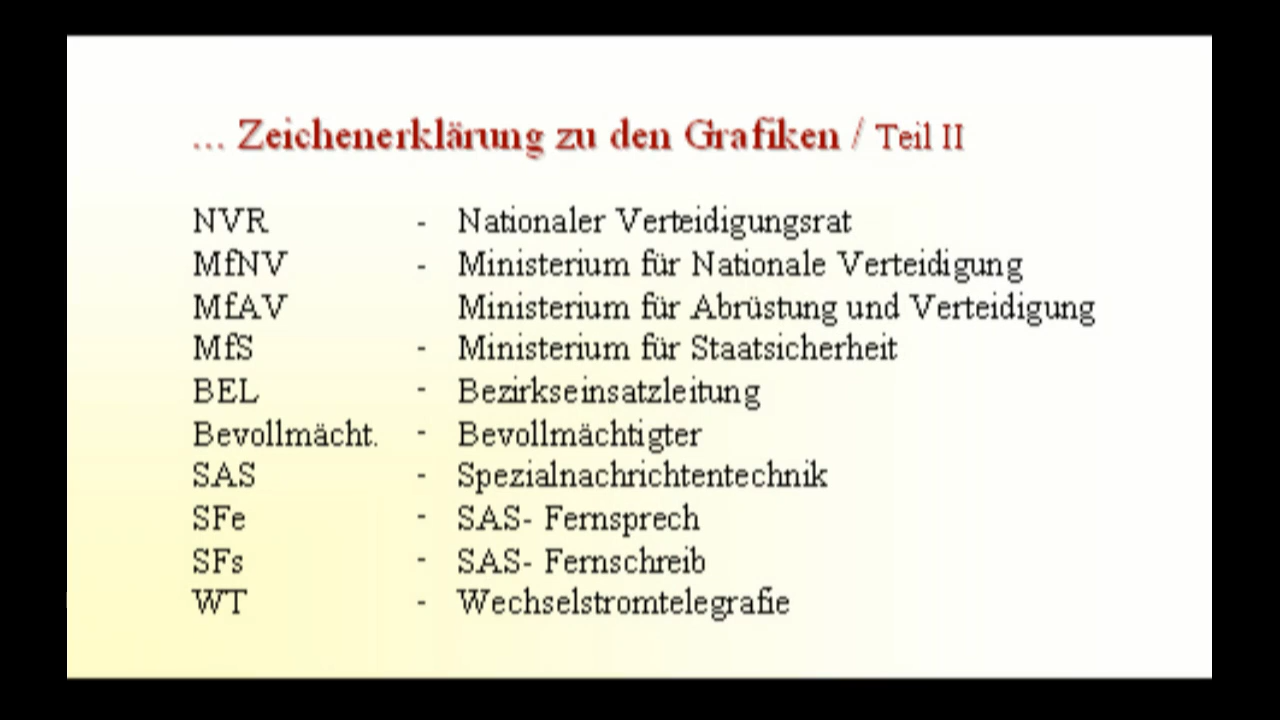 ... Zeichenerklärung zu den Grafiken / Teil II
NVR - Nationaler Verteidigungsrat
MfNV - Ministerium für Nationale Verteidigung
MfAV Ministerium für Abrüstung und Verteidigung
MfS - Ministerium für Staatsicherheit
BEL - Bezirkseinsatzleitung
Bevollmächt. - Bevollmächtigter
SAS - Spezialnachrichtentechnik
SFe - SAS- Fernsprech
SFs - SAS- Fernschreib
WT - Wechselstromtelegrafie